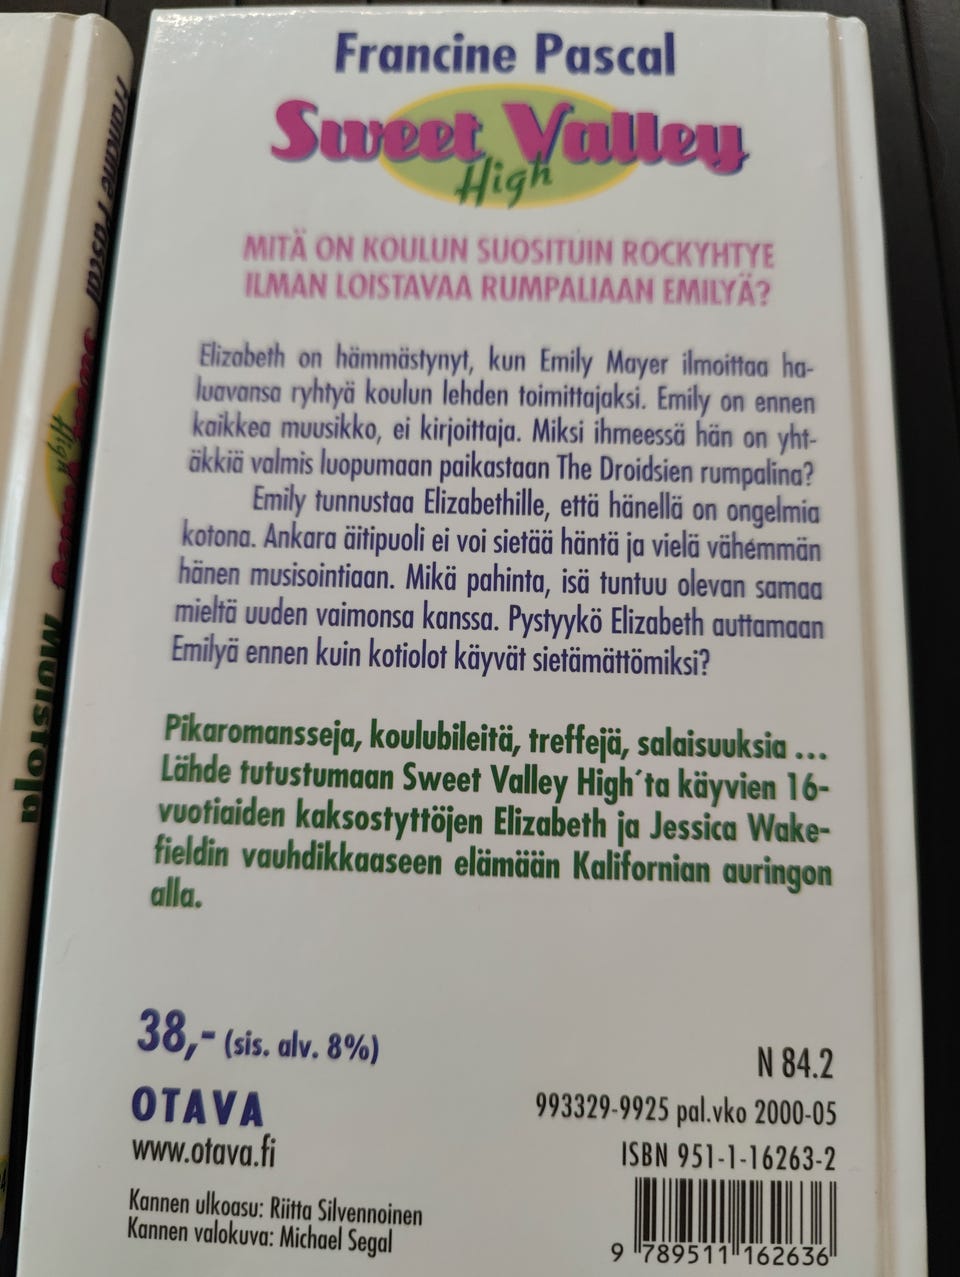 Francine Pascal
Sweet Valley
High
MITÄ ON KOULUN SUOSITUIN ROCKYHTYE
ILMAN LOISTAVAA RUMPALIAAN EMILYÄ?
Elizabeth on hämmästynyt, kun Emily Mayer ilmoittaa ha-
luavansa ryhtyä koulun lehden toimittajaksi. Emily on ennen
kaikkea muusikko, ei kirjoittaja. Miksi ihmeessä hän on yht-
äkkiä valmis luopumaan paikastaan The Droidsien rumpalina?
Emily tunnustaa Elizabethille, että hänellä on ongelmia
kotona. Ankara äitipuoli ei voi sietää häntä ja vielä vähemmän
hänen musisointiaan. Mikä pahinta, isä tuntuu olevan samaa
mieltä uuden vaimonsa kanssa. Pystyykö Elizabeth auttamaan
Emilyä ennen kuin kotiolot käyvät sietämättömiksi?
Pikaromansseja, koulubileitä, treffejä, salaisuuksia ...
Lähde tutustumaan Sweet Valley High´ta käyvien 16-
vuotiaiden kaksostyttöjen Elizabeth ja Jessica Wake-
fieldin vauhdikkaaseen elämään Kalifornian auringon
alla.
38,- (sis. alv. 8%)
OTAVA
www.otava.fi
Kannen ulkoasu: Riitta Silvennoinen
Kannen valokuva: Michael Segal
N 84.2
993329-9925 pal.vko 2000-05
ISBN 951-1-16263-2
9 789511 162636
Francine Pascal
Sweet Valley
High